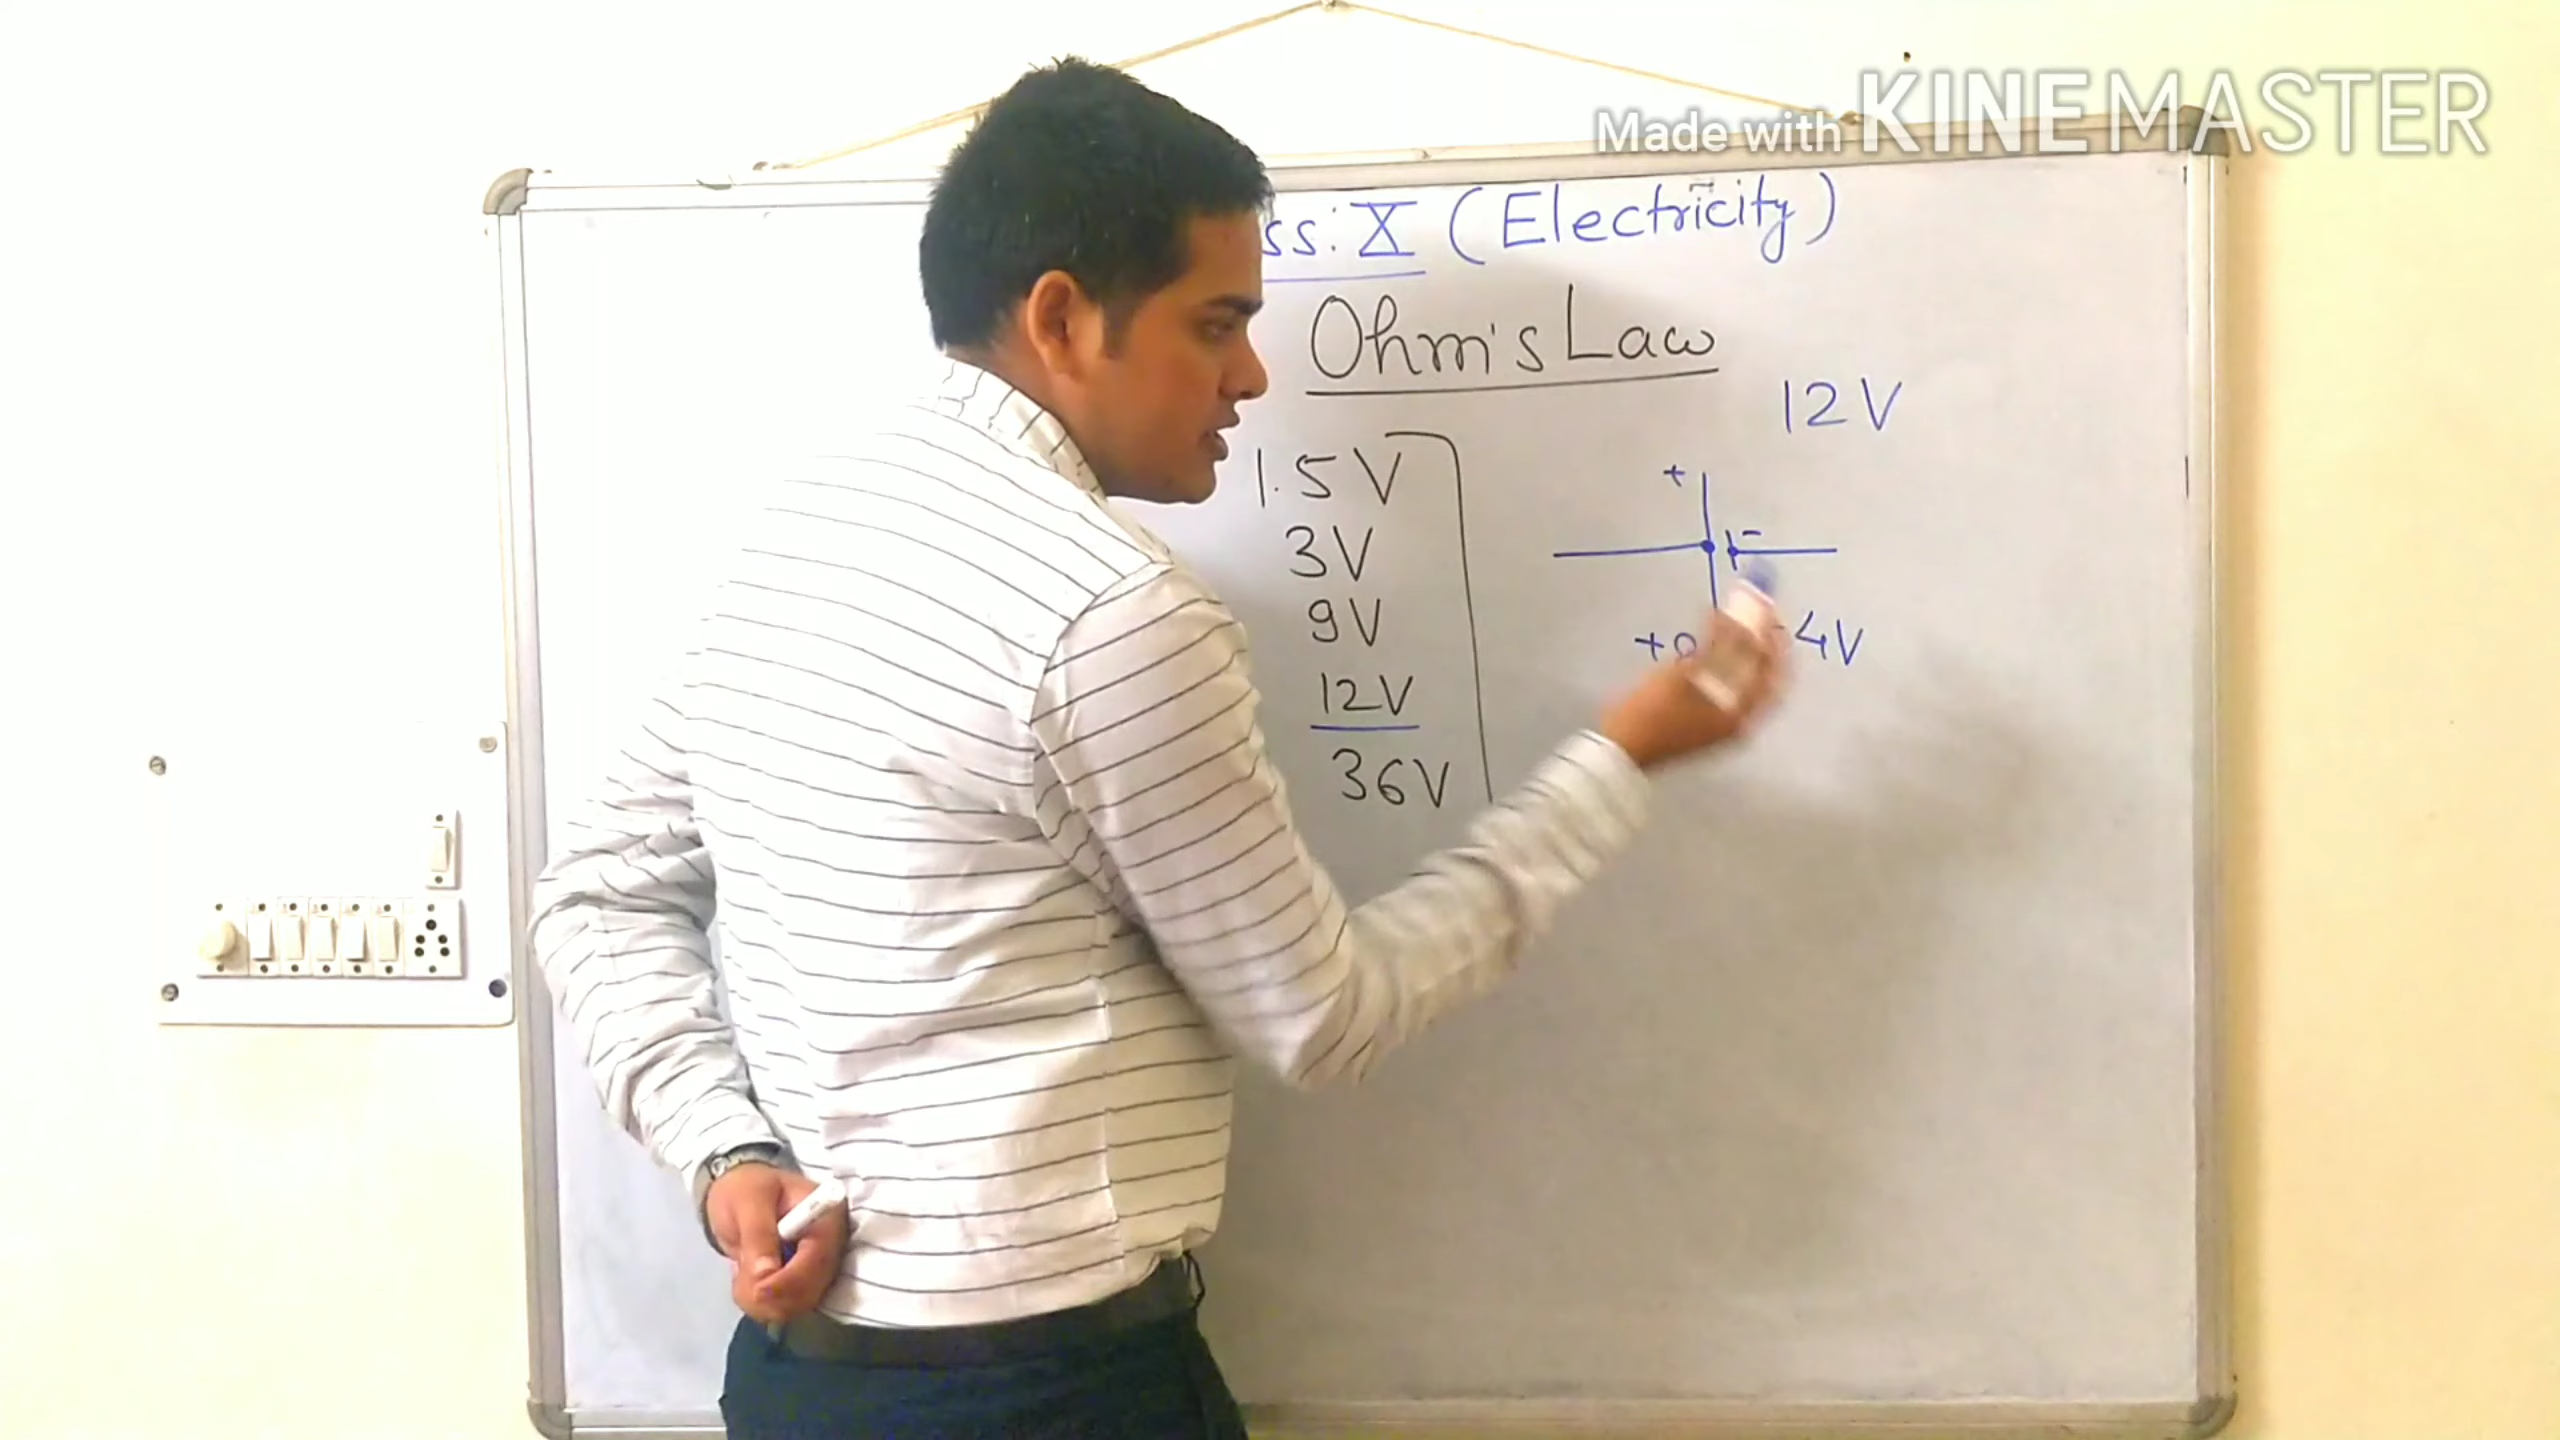 Made with KINEMASTER
ss: X (Electricity)
Ohm's Law
12V
1.5V
+
-
3V
9V
+
4V
12V
36V